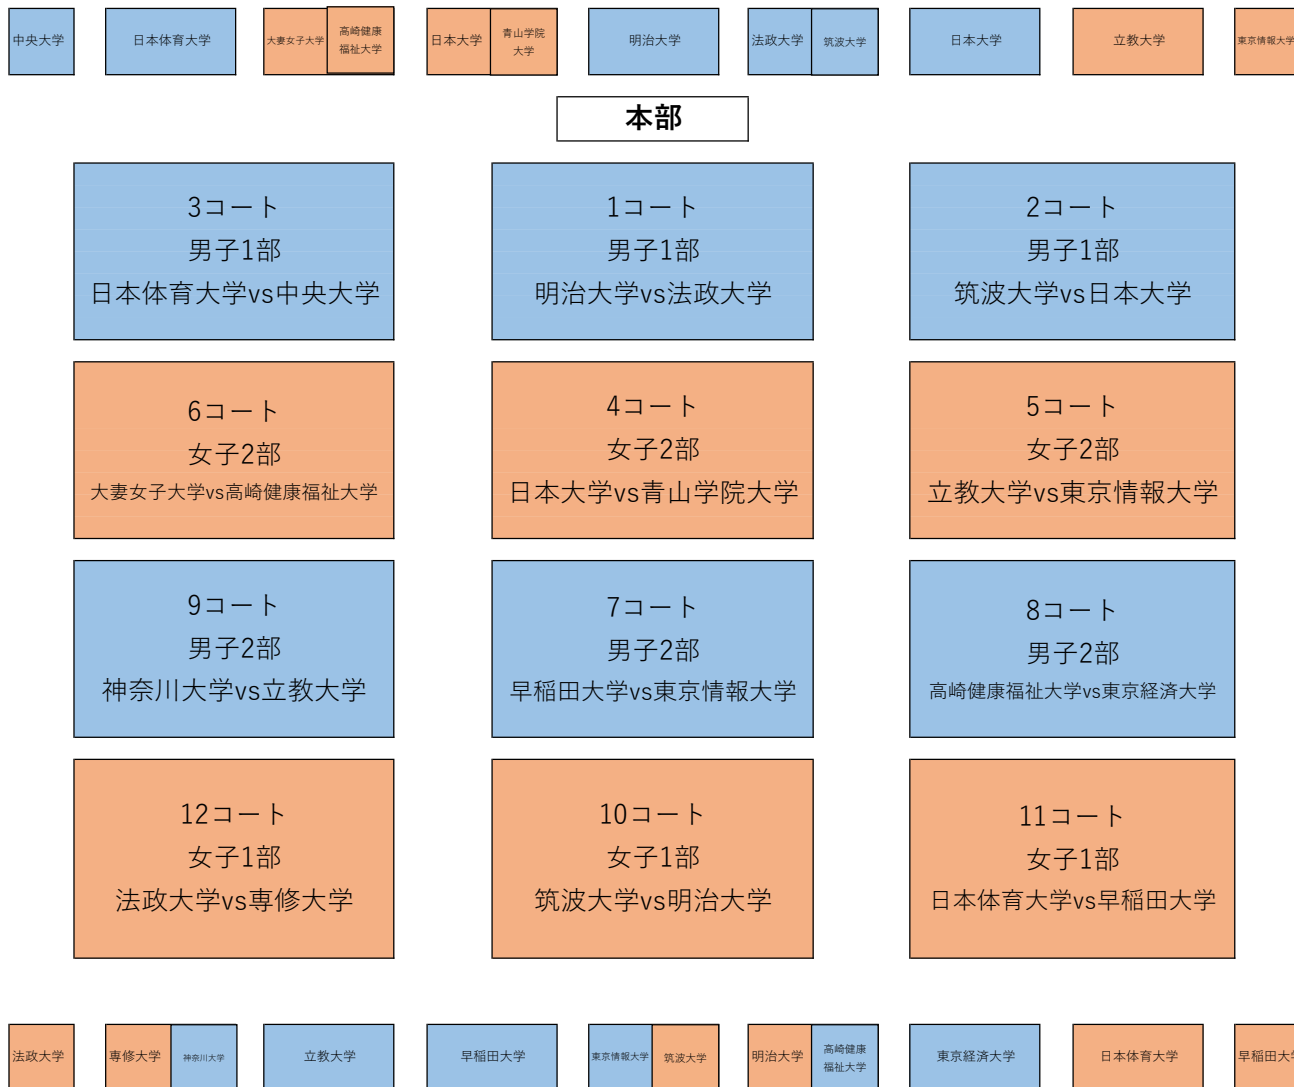 中央大学
日本体育大学
大妻女子大学
高崎健康
福祉大学
日本大学
青山学院
大学
明治大学
法政大学
筑波大学
日本大学
立教大学
東京情報大学
本部
3コート
男子1部
日本体育大学vs中央大学
1コート
男子1部
明治大学vs法政大学
2コート
男子1部
筑波大学vs日本大学
6コート
女子2部
大妻女子大学vs高崎健康福祉大学
4コート
女子2部
日本大学vs青山学院大学
5コート
女子2部
立教大学vs東京情報大学
9コート
男子2部
神奈川大学vs立教大学
7コート
男子2部
早稲田大学vs東京情報大学
8コート
男子2部
高崎健康福祉大学vs東京経済大学
12コート
女子1部
法政大学vs専修大学
10コート
女子1部
筑波大学vs明治大学
11コート
女子1部
日本体育大学vs早稲田大学
法政大学
専修大学
神奈川大学
立教大学
早稲田大学
東京情報大学
筑波大学
明治大学
高崎健康
福祉大学
東京経済大学
日本体育大学
早稲田大学